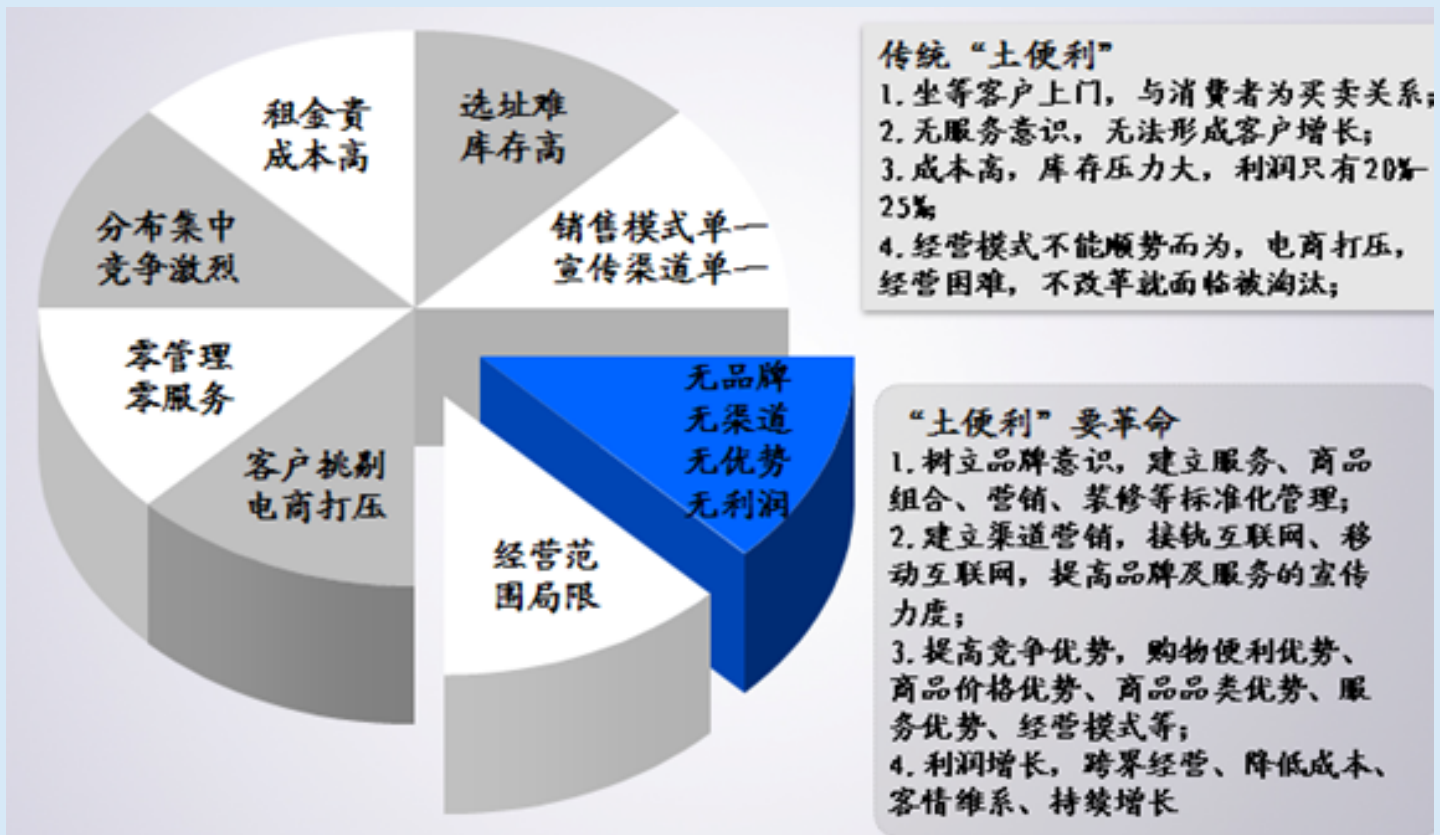 租金貴
成本高
选址难
库存高
分布集中
竞争激烈
销售模式单一
宣传渠道单一
零管理
零服务
客户挑剔
电商打压
经营范
围局限
无品牌
无渠道
无优势
无利润
传统“土便利”
1.坐等客户上门，与消費者为买卖关系；
2.无服务意识，无法形成客户增长；
3.成本高，库存压力大，利润只有20%-
25%；
4.经营模式不能顺势而为，电商打压，
经营困难，不改革就面临被淘汰；
“土便利”要革命
1.树立品牌意识，建立服务、商品
组合、营销、装修等标准化管理；
2.建立渠道营销，接轨互联网、移
动互联网，提高品牌及服务的宣传
力度；
3.提高竞争优势，购物便利优势、
商品价格优势、商品品类优势、服
务优势、经营模式等；
4.利润增长，跨界经营、降低成本、
客情维系、持续增长